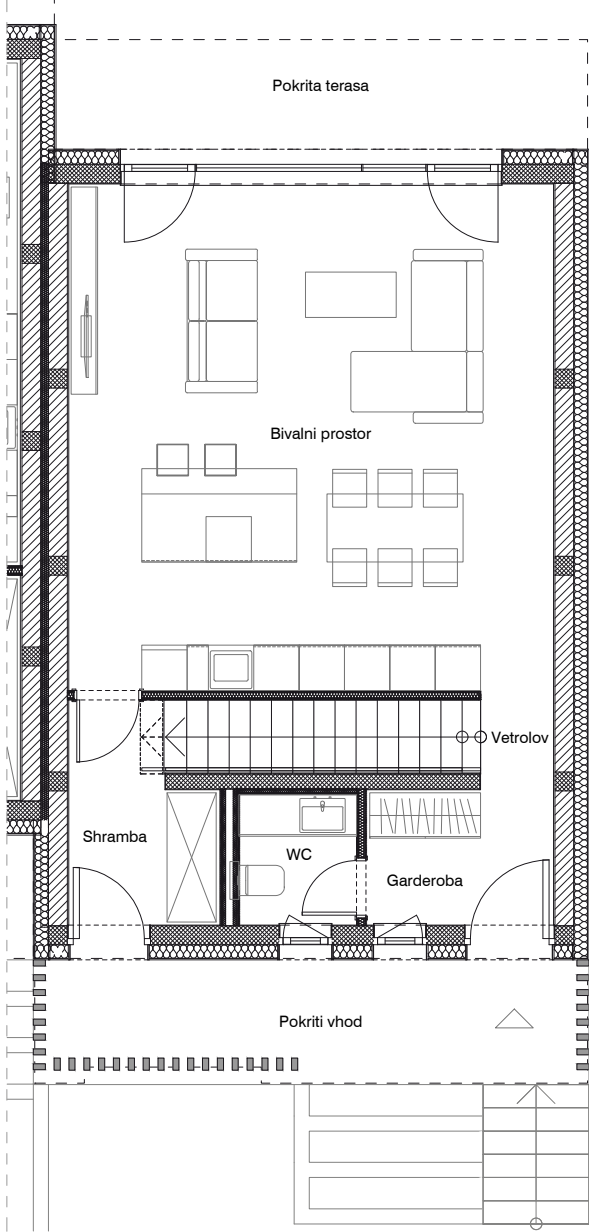 Pokrita terasa
Bivalni prostor
Vetrolov
Shramba
WC
Garderoba
Pokriti vhod